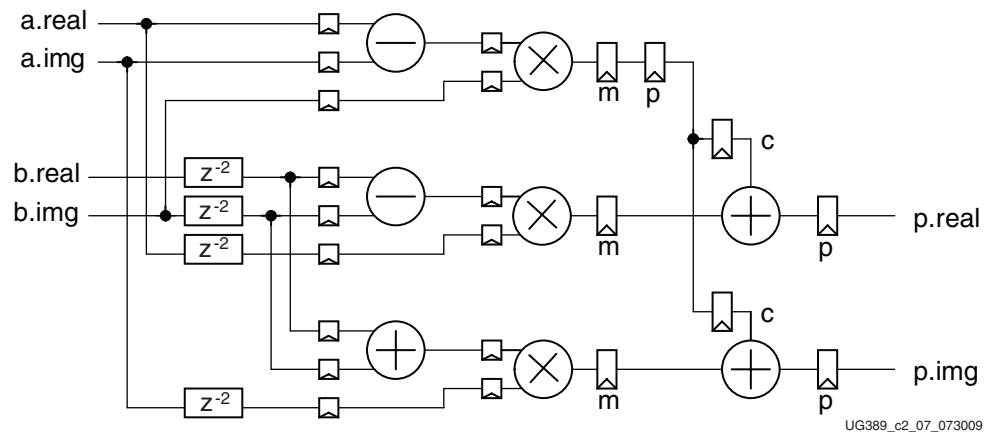 a.real
a.img
m
p
c
b.real
z-2
b.img
z-2
z-2
m
p
p.real
c
m
p
p.img
z-2
UG389_c2_07_073009